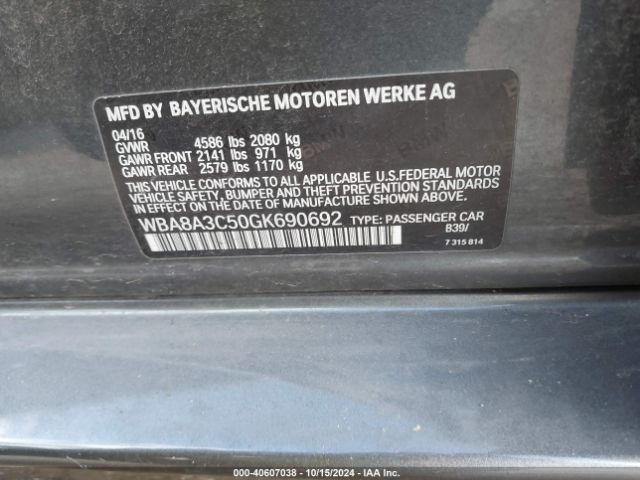 MFD BY BAYERISCHE MOTOREN WERKE AG
04/16
GVWR 4586 lbs 2080 kg
GAWR FRONT 2141 lbs 971 kg
GAWR REAR 2579 lbs 1170 kg
THIS VEHICLE CONFORMS TO ALL APPLICABLE U.S.FEDERAL MOTOR
VEHICLE SAFETY, BUMPER, AND THEFT PREVENTION STANDARDS
IN EFFECT ON THE DATE OF MANUFACTURE SHOWN ABOVE.
WBA8A3C50GK690692 TYPE: PASSENGER CAR
B39/
7 315 814
000-40607038 - 10/15/2024 - IAA Inc.